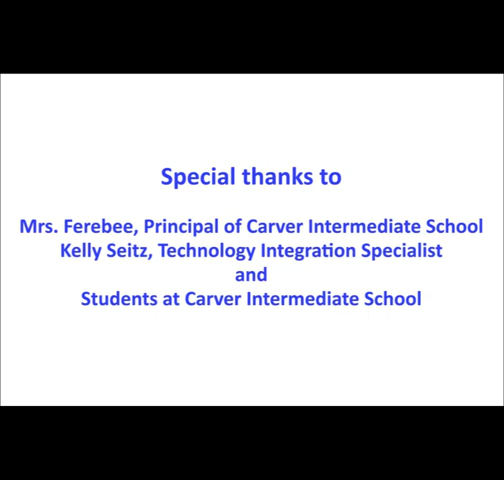 Special thanks to
Mrs. Ferebee, Principal of Carver Intermediate School
Kelly Seitz, Technology Integration Specialist
and
Students at Carver Intermediate School